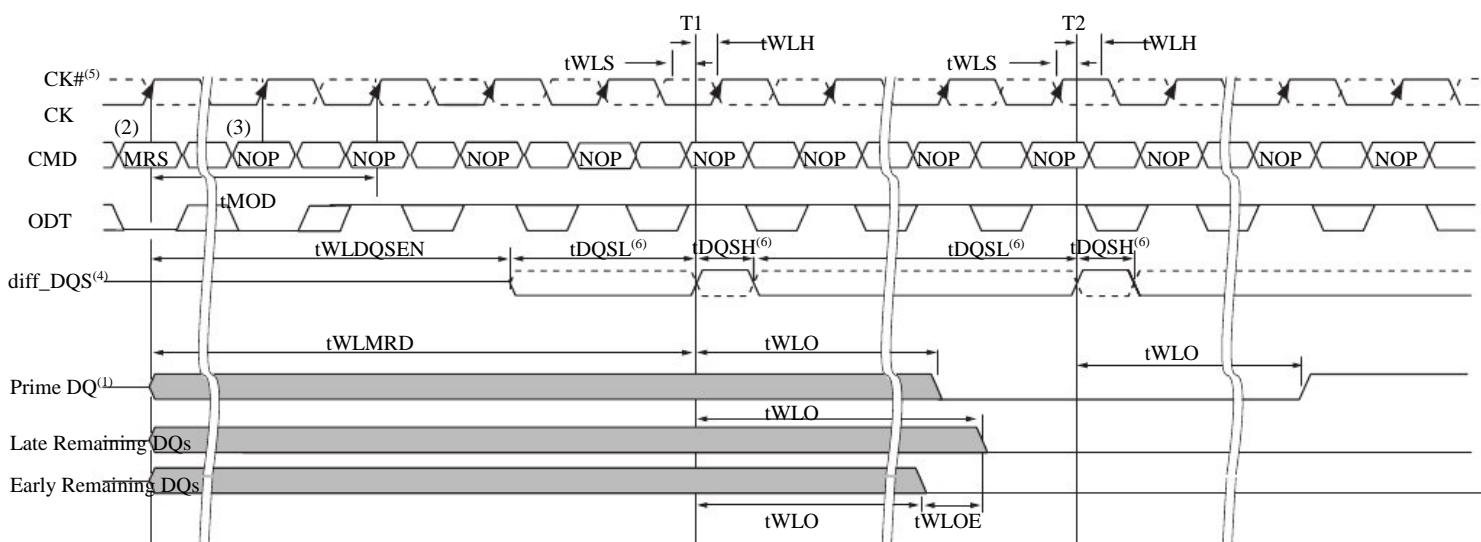 T1 T2
tWLH tWLH
tWLS tWLS
CK#(5)
CK
(2) (3)
CMD MRS NOP NOP NOP NOP NOP NOP NOP NOP NOP NOP NOP
tMOD
ODT
tWLDQSEN tDQSL(6) tDQSH(6) tDQSL(6) tDQSH(6)
diff_DQS(4)
tWLMRD tWLO tWLO
Prime DQ(1)
tWLO
Late Remaining DQs
Early Remaining DQs
tWLO tWLOE